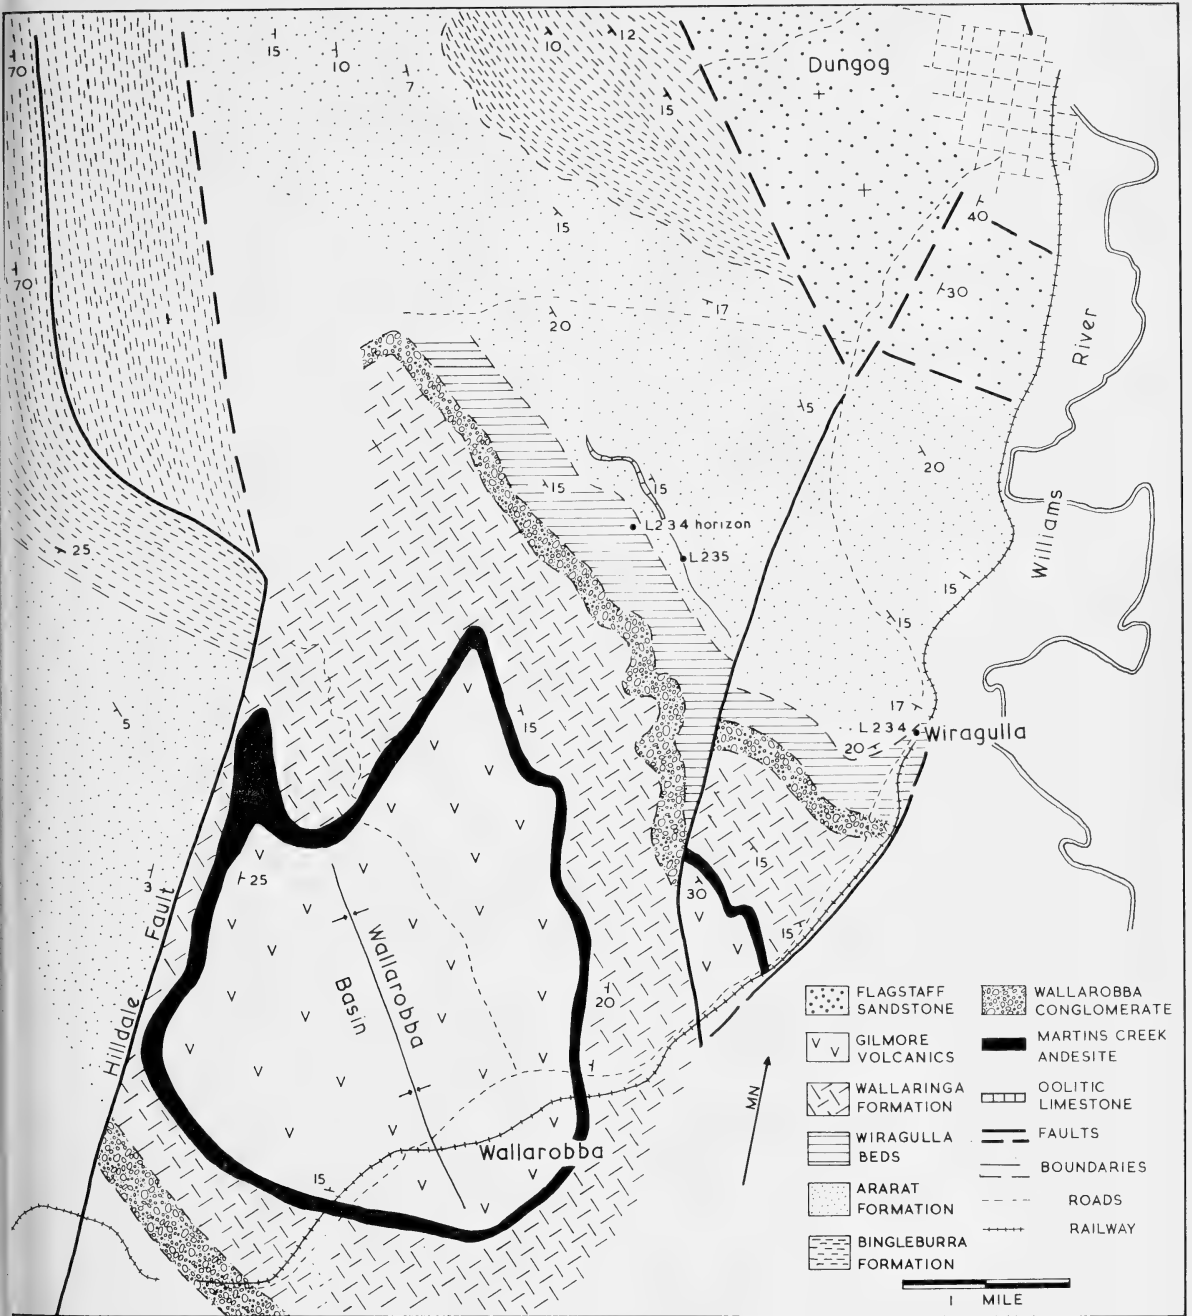 15
10
7
10
12
15
70
Dungog
15
40
70
30
17
20
5
20
River
15
15
L234 horizon
L235
Williams
25
15
15
5
15
17
L234
Wiragulla
20
15
25
30
3
15
Hilldale Fault
Wallarobba
Basin
20
Wallarobba
15
MN
FLAGSTAFF
SANDSTONE
GILMORE
VOLCANICS
WALLARINGA
FORMATION
WIRAGULLA
BEDS
ARARAT
FORMATION
BINGLEBURRA
FORMATION
WALLAROBBA
CONGLOMERATE
MARTINS CREEK
ANDESITE
OOLITIC
LIMESTONE
FAULTS
BOUNDARIES
ROADS
RAILWAY
1 MILE